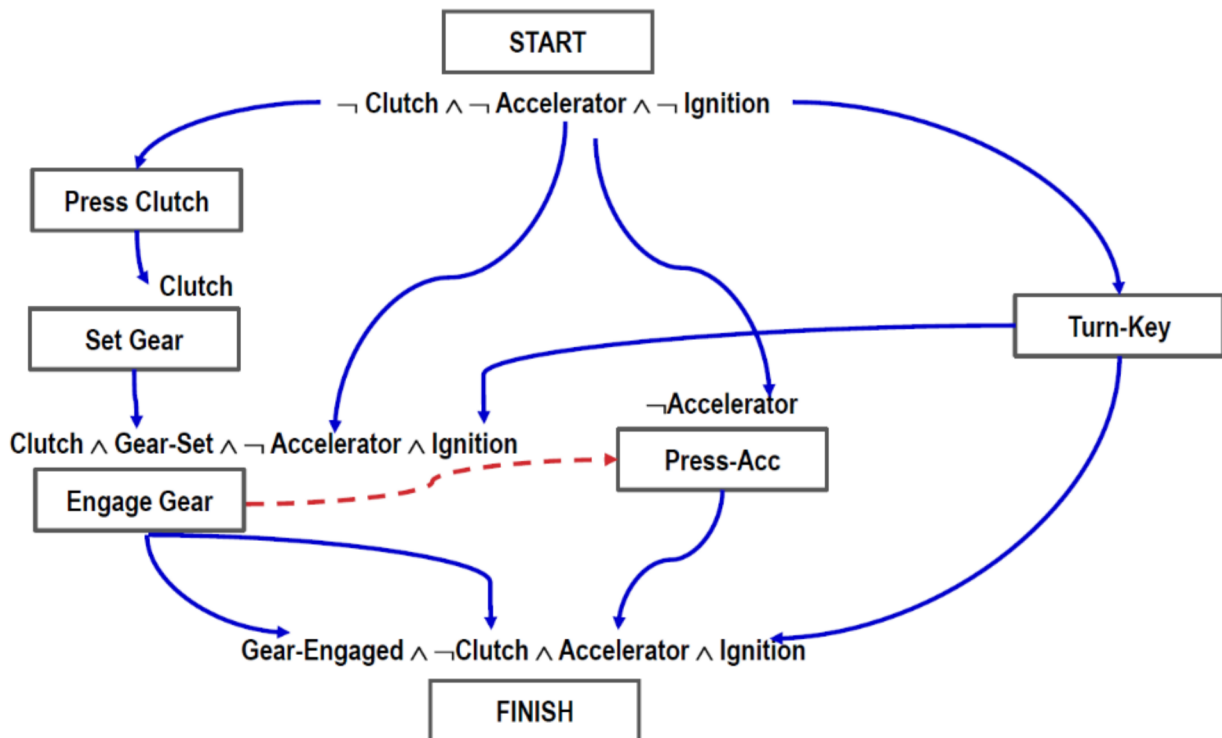 START
¬ Clutch ∧ ¬ Accelerator ∧ ¬ Ignition
Press Clutch
Clutch
Set Gear
Turn-Key
¬Accelerator
Clutch ∧ Gear-Set ∧ ¬ Accelerator ∧ Ignition
Press-Acc
Engage Gear
Gear-Engaged ∧ ¬Clutch ∧ Accelerator ∧ Ignition
FINISH